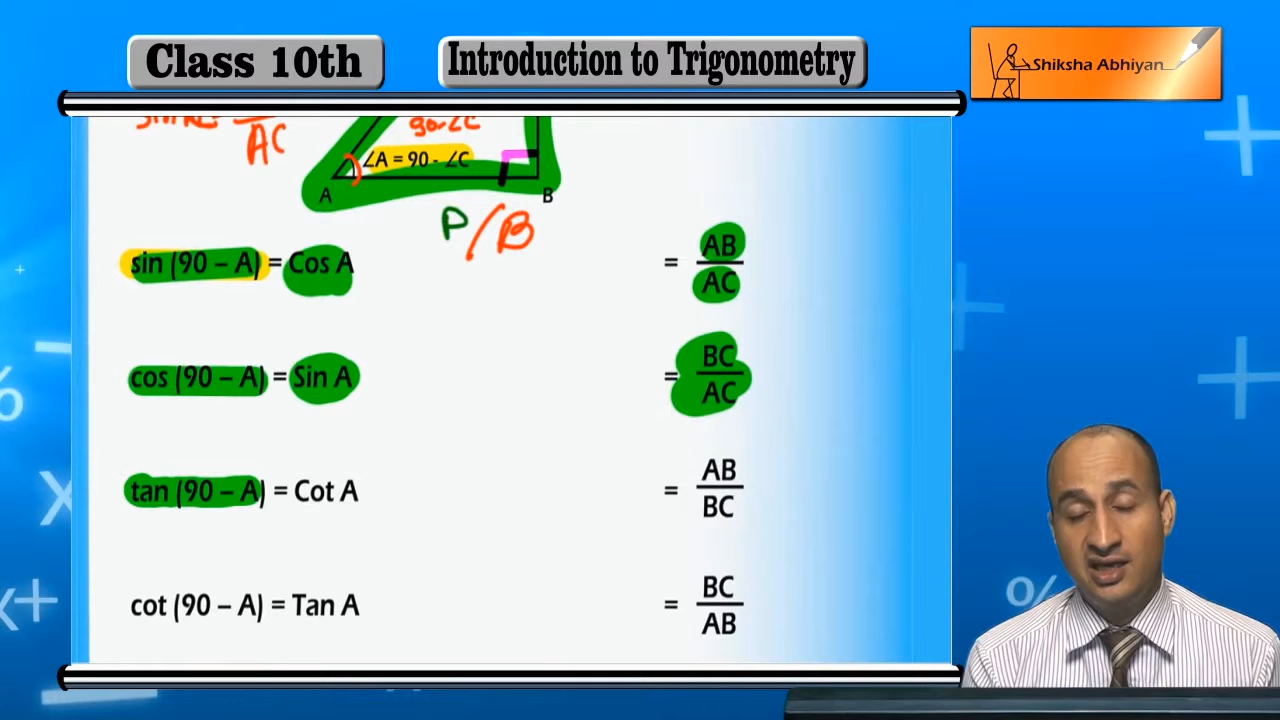 Class 10th
Introduction to Trigonometry
Shiksha Abhiyan
AC
90-∠C
∠A = 90 - ∠C
A
B
P/B
sin (90 – A) = Cos A = AB/AC
cos (90 – A) = Sin A = BC/AC
tan (90 – A) = Cot A = AB/BC
cot (90 – A) = Tan A = BC/AB